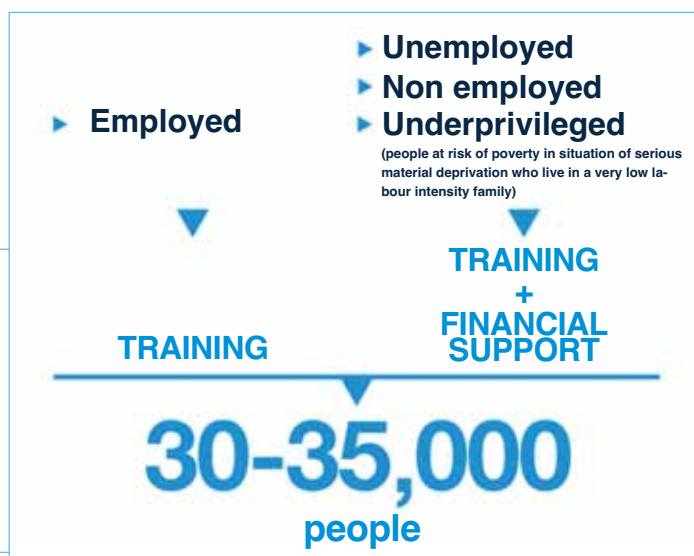 Employed
Unemployed
Non employed
Underprivileged
(people at risk of poverty in situation of serious
material deprivation who live in a very low la-
bour intensity family)
TRAINING
TRAINING
+
FINANCIAL
SUPPORT
30-35,000
people